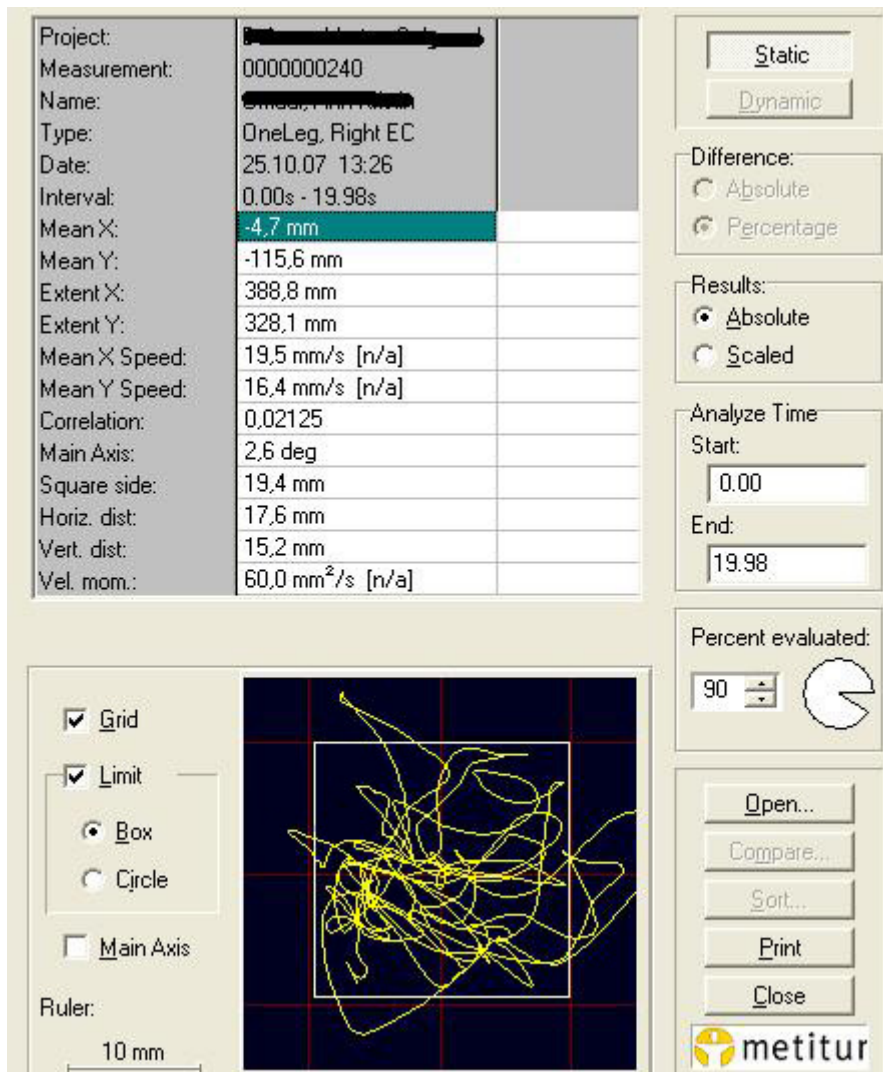 Project:
Measurement: 0000000240
Name:
Type: OneLeg, Right EC
Date: 25.10.07 13:26
Interval: 0.00s - 19.98s
Mean X: -4,7 mm
Mean Y: -115,6 mm
Extent X: 388,8 mm
Extent Y: 328,1 mm
Mean X Speed: 19,5 mm/s [n/a]
Mean Y Speed: 16,4 mm/s [n/a]
Correlation: 0,02125
Main Axis: 2,6 deg
Square side: 19,4 mm
Horiz. dist: 17,6 mm
Vert. dist: 15,2 mm
Vel. mom.: 60,0 mm²/s [n/a]
Static
Dynamic
Difference:
Absolute
Percentage
Results:
Absolute
Scaled
Analyze Time
Start:
0.00
End:
19.98
Percent evaluated:
90
Grid
Limit
Box
Circle
Main Axis
Ruler:
10 mm
Open...
Compare...
Sort...
Print
Close
metitur